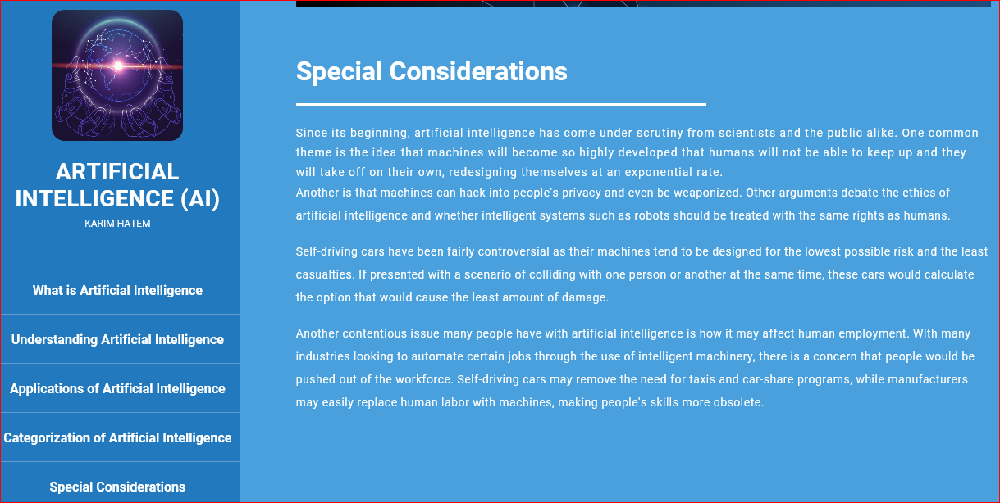 ARTIFICIAL
INTELLIGENCE (AI)
KARIM HATEM
What is Artificial Intelligence
Understanding Artificial Intelligence
Applications of Artificial Intelligence
Categorization of Artificial Intelligence
Special Considerations
Special Considerations
Since its beginning, artificial intelligence has come under scrutiny from scientists and the public alike. One common
theme is the idea that machines will become so highly developed that humans will not be able to keep up and they
will take off on their own, redesigning themselves at an exponential rate.
Another is that machines can hack into people's privacy and even be weaponized. Other arguments debate the ethics of
artificial intelligence and whether intelligent systems such as robots should be treated with the same rights as humans.
Self-driving cars have been fairly controversial as their machines tend to be designed for the lowest possible risk and the least
casualties. If presented with a scenario of colliding with one person or another at the same time, these cars would calculate
the option that would cause the least amount of damage.
Another contentious issue many people have with artificial intelligence is how it may affect human employment. With many
industries looking to automate certain jobs through the use of intelligent machinery, there is a concern that people would be
pushed out of the workforce. Self-driving cars may remove the need for taxis and car-share programs, while manufacturers
may easily replace human labor with machines, making people's skills more obsolete.